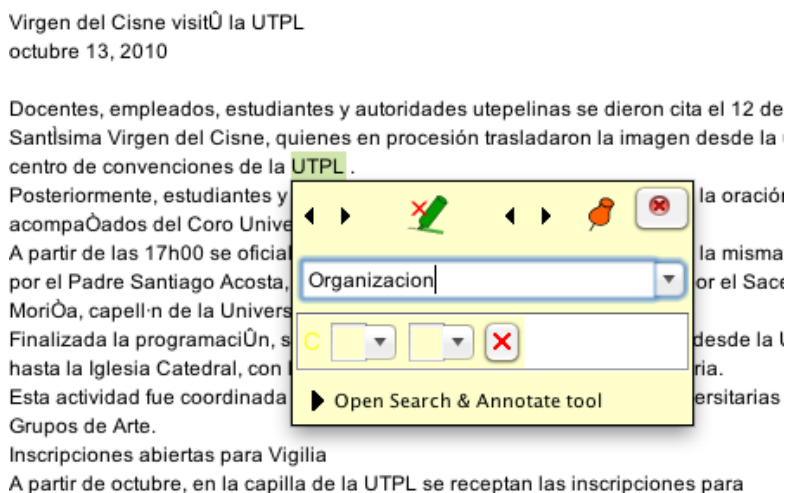 Virgen del Cisne visitÛ la UTPL
octubre 13, 2010
Docentes, empleados, estudiantes y autoridades utepelinas se dieron cita el 12 de
SantÌsima Virgen del Cisne, quienes en procesión trasladaron la imagen desde la
centro de convenciones de la UTPL .
Posteriormente, estudiantes y la oración
acompaÒados del Coro Unive
A partir de las 17h00 se oficial la misma
por el Padre Santiago Acosta, or el Sace
Organizacion
MoriÒa, capell·n de la Univers
Finalizada la programaciÛn, s desde la U
C
hasta la Iglesia Catedral, con ria.
Esta actividad fue coordinada ersitarias
Open Search & Annotate tool
Grupos de Arte.
Inscripciones abiertas para Vigilia
A partir de octubre, en la capilla de la UTPL se receptan las inscripciones para